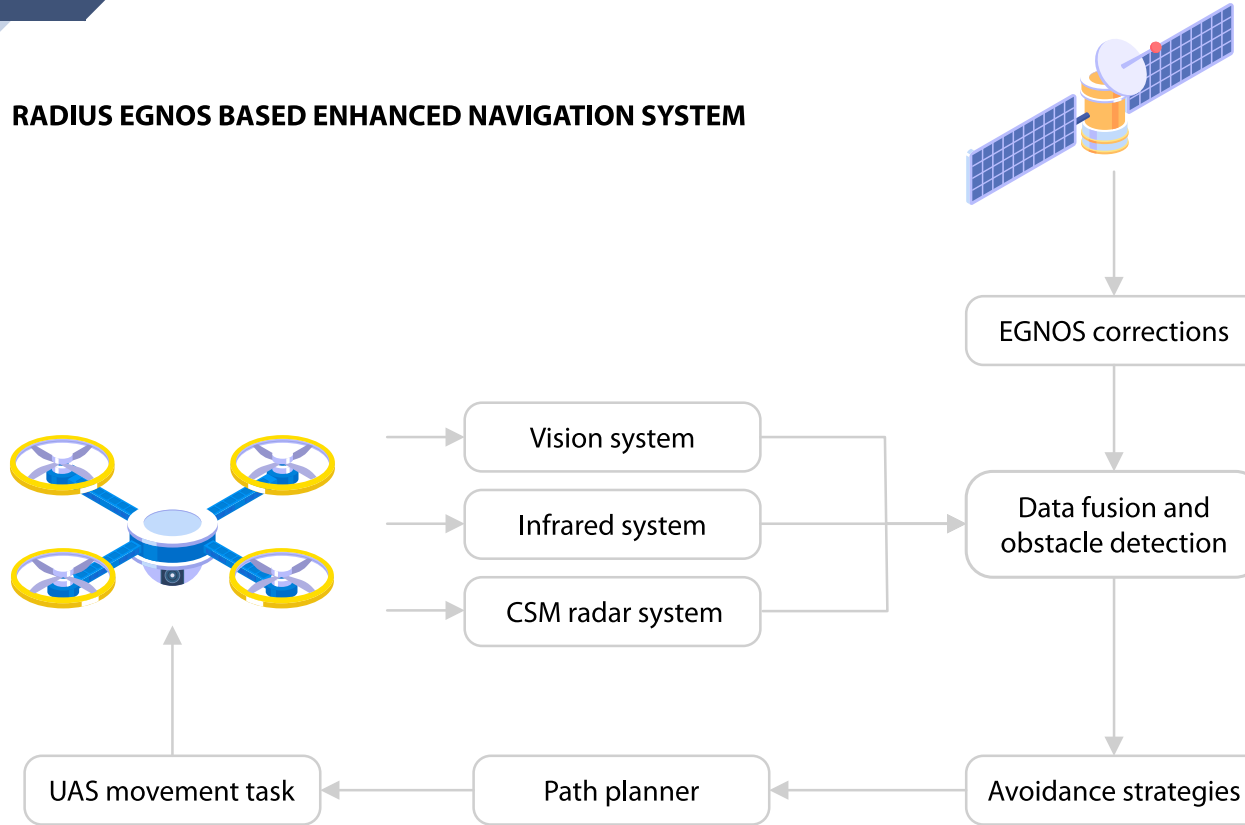 RADIUS EGNOS BASED ENHANCED NAVIGATION SYSTEM
EGNOS corrections
Vision system
Infrared system
CSM radar system
Data fusion and
obstacle detection
UAS movement task
Path planner
Avoidance strategies